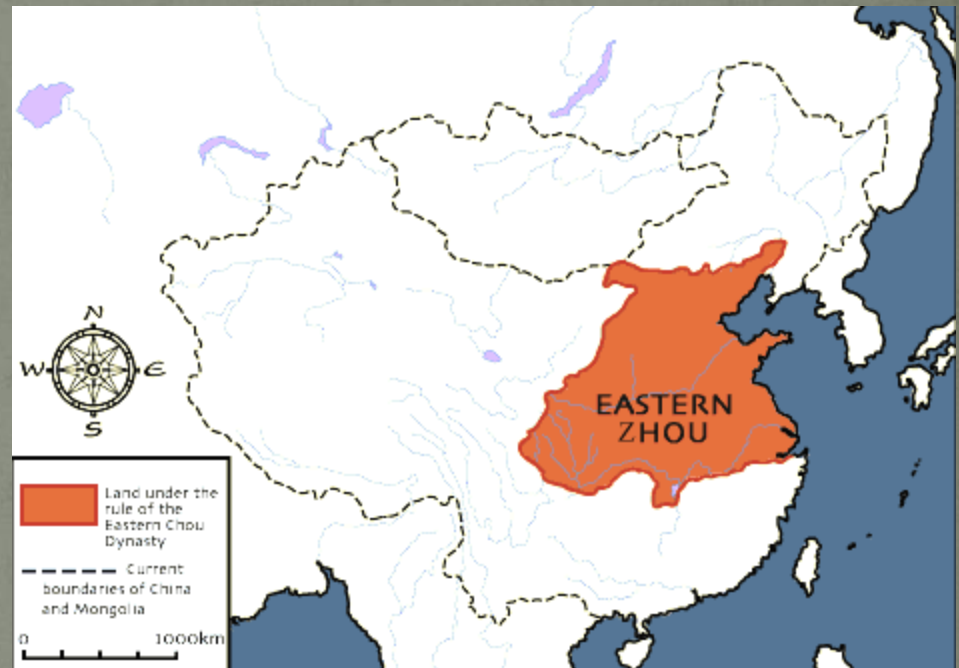 N
W
E
S
EASTERN
ZHOU
Land under the
rule of the
Eastern Chou
Dynasty
Current
boundaries of China
and Mongolia
0 1000km